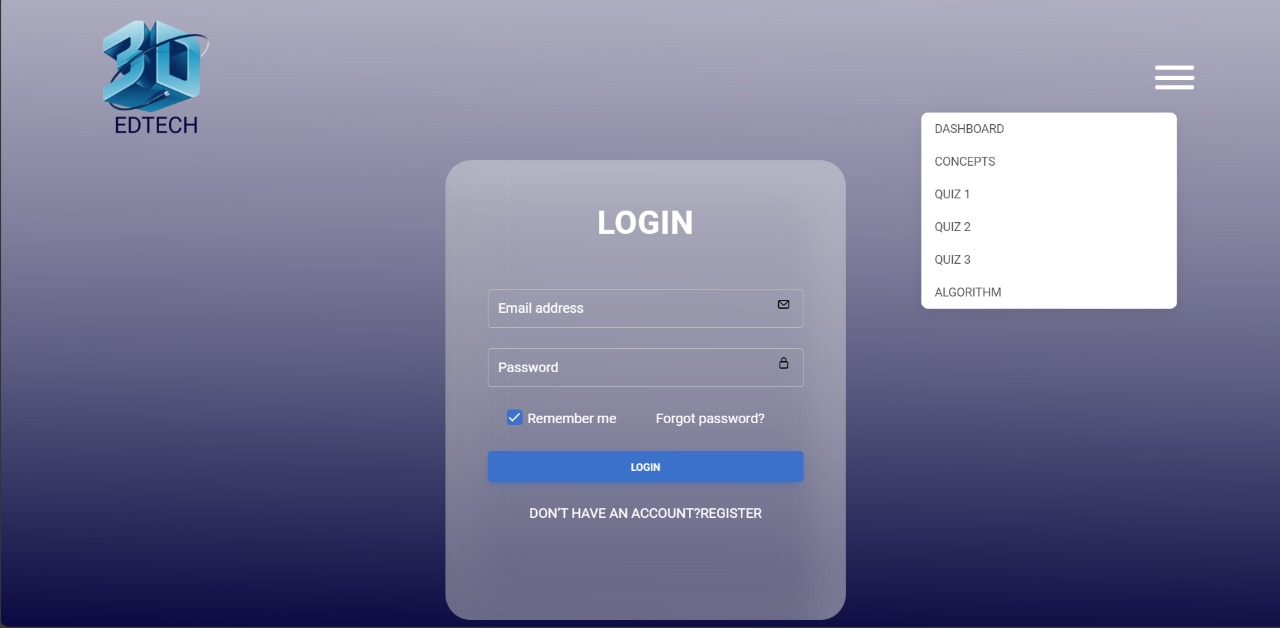 3D
EDTECH
DASHBOARD
CONCEPTS
QUIZ 1
QUIZ 2
QUIZ 3
ALGORITHM
LOGIN
Email address
Password
Remember me Forgot password?
LOGIN
DON'T HAVE AN ACCOUNT?REGISTER